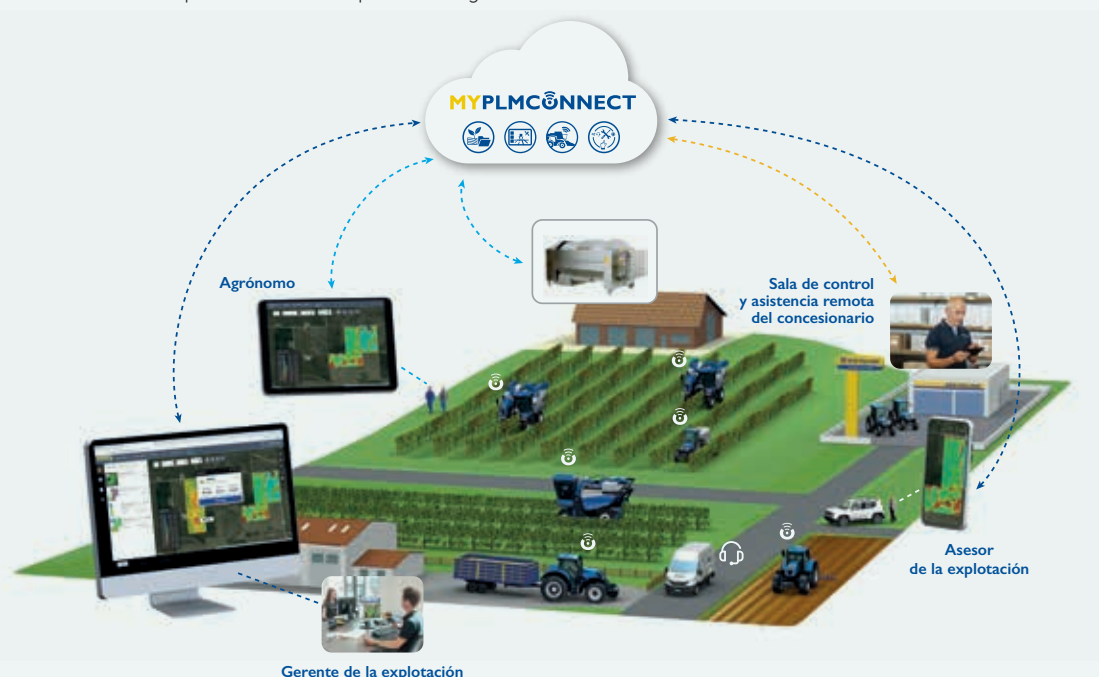 MYPLMCONNECT
Agrónomo
Sala de control
y asistencia remota
del concesionario
Asesor
de la explotación
Gerente de la explotación